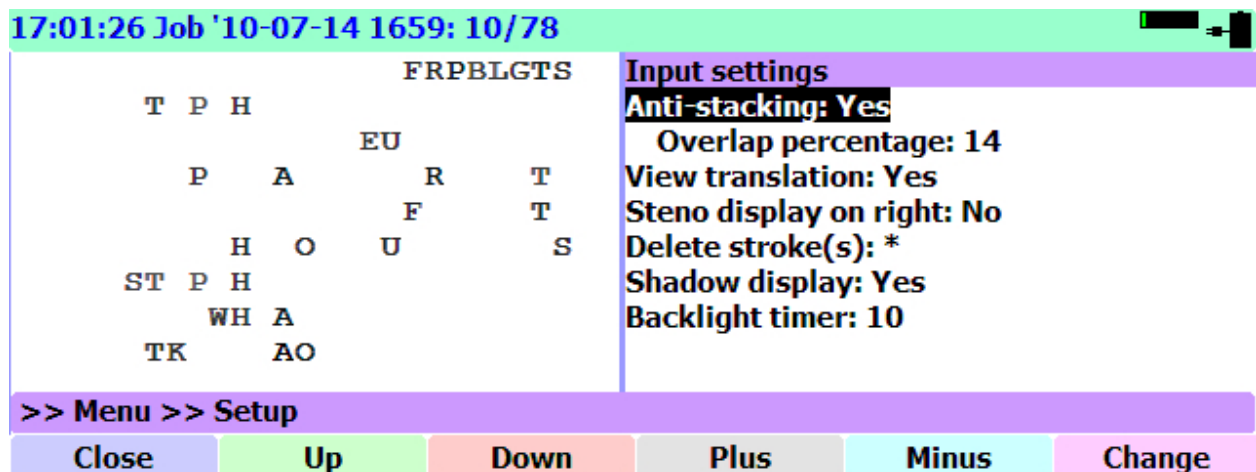 17:01:26 Job '10-07-14 1659: 10/78
FRPBLGTS
T P H
EU
P A R T
F T
H O U S
ST P H
WH A
TK AO
Input settings
Anti-stacking: Yes
Overlap percentage: 14
View translation: Yes
Steno display on right: No
Delete stroke(s): *
Shadow display: Yes
Backlight timer: 10
>> Menu >> Setup
Close Up Down Plus Minus Change